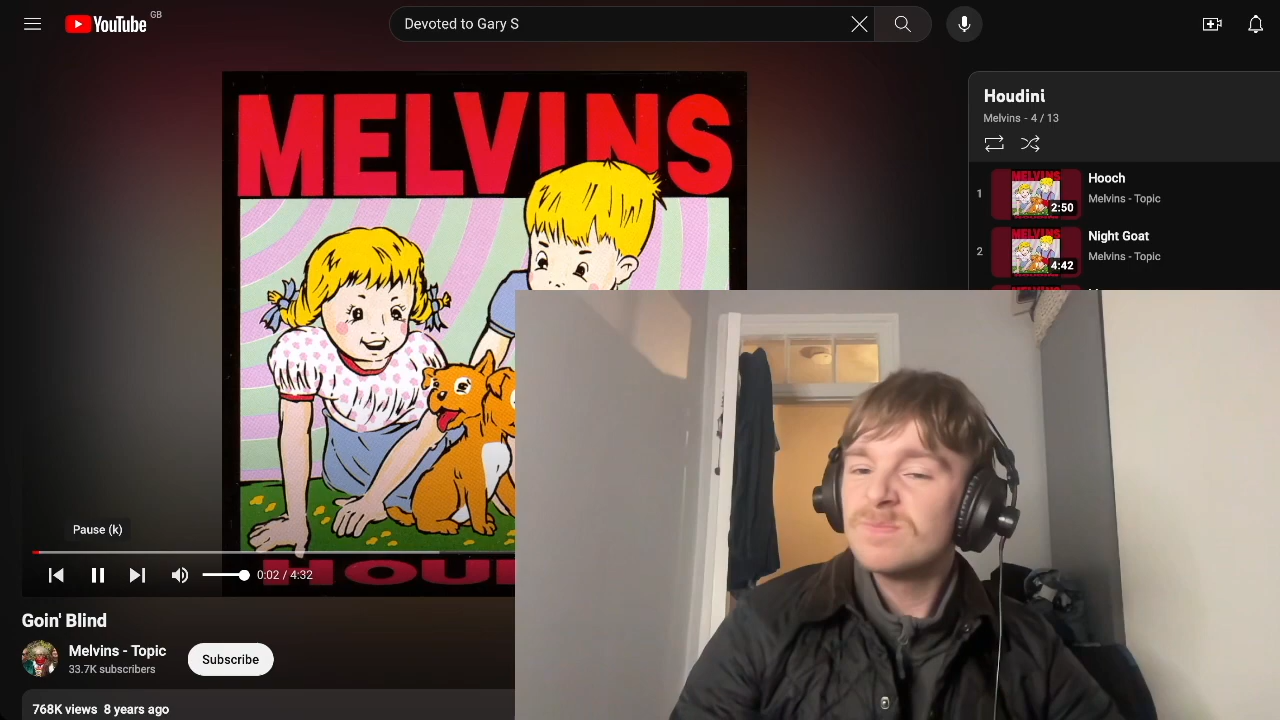 YouTube GB
Devoted to Gary S
MELVINS
Houdini
Melvins - 4 / 13
1
Hooch
Melvins - Topic
2:50
2
Night Goat
Melvins - Topic
4:42
Pause (k)
0:02 / 4:32
Goin' Blind
Melvins - Topic
33.7K subscribers
Subscribe
768K views 8 years ago